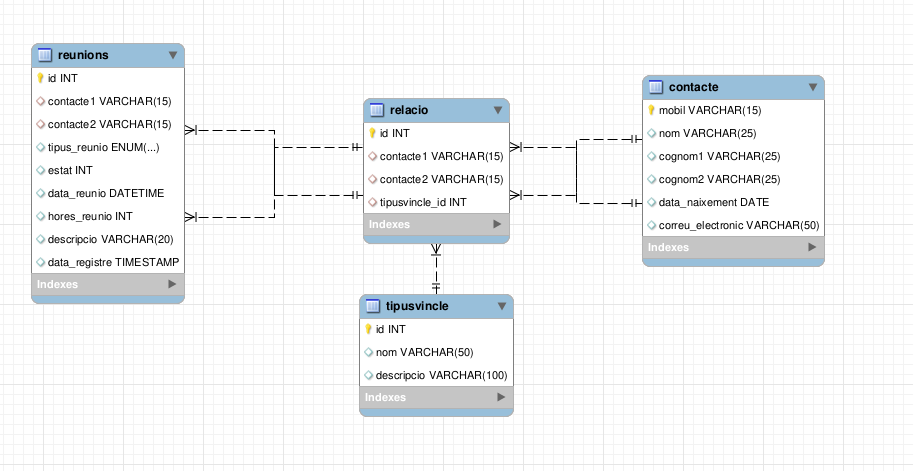 reunions
id INT
contacte1 VARCHAR(15)
contacte2 VARCHAR(15)
tipus_reunio ENUM(...)
estat INT
data_reunio DATETIME
hores_reunio INT
descripcio VARCHAR(20)
data_registre TIMESTAMP
Indexes
relacio
id INT
contacte1 VARCHAR(15)
contacte2 VARCHAR(15)
tipusvincle_id INT
Indexes
contacte
mobil VARCHAR(15)
nom VARCHAR(25)
cognom1 VARCHAR(25)
cognom2 VARCHAR(25)
data_naixement DATE
correu_electronic VARCHAR(50)
Indexes
tipusvincle
id INT
nom VARCHAR(50)
descripcio VARCHAR(100)
Indexes